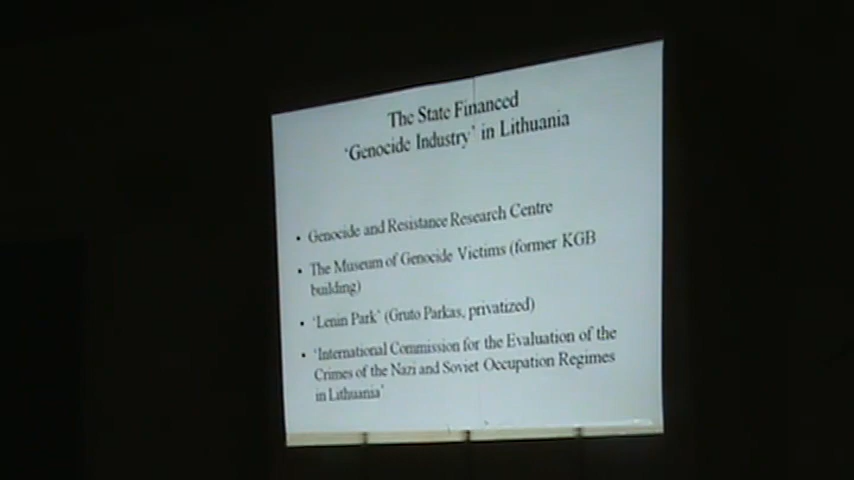 The State Financed
'Genocide Industry' in Lithuania
• Genocide and Resistance Research Centre
• The Museum of Genocide Victims (former KGB
building)
• 'Lenin Park' (Gruto Parkas, privatized)
• 'International Commission for the Evaluation of the
Crimes of the Nazi and Soviet Occupation Regimes
in Lithuania'